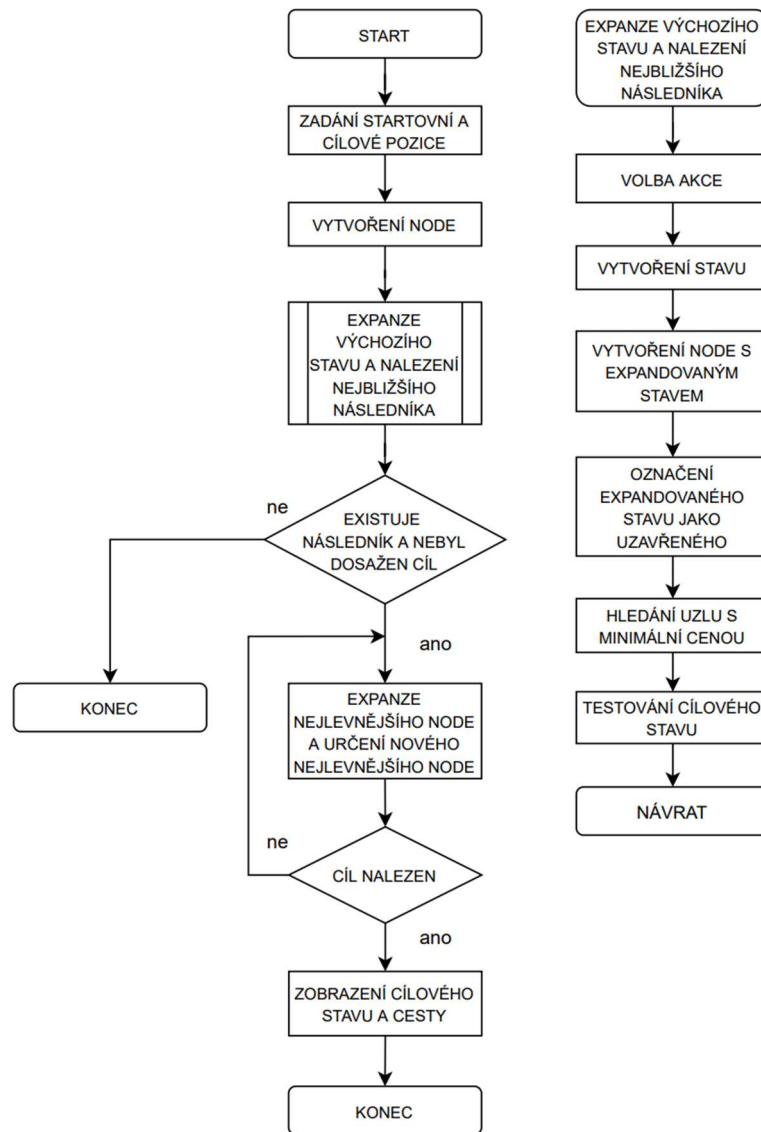 START
ZADÁNÍ STARTOVNÍ A
CÍLOVÉ POZICE
VYTVOŘENÍ NODE
EXPANZE
VÝCHOZÍHO
STAVU A NALEZENÍ
NEJBLIŽŠÍHO
NÁSLEDNÍKA
ne
EXISTUJE
NÁSLEDNÍK A NEBYL
DOSAŽEN CÍL
ano
KONEC
EXPANZE
NEJLEVNĚJŠÍHO NODE
A URČENÍ NOVÉHO
NEJLEVNĚJŠÍHO NODE
ne
CÍL NALEZEN
ano
ZOBRAZENÍ CÍLOVÉHO
STAVU A CESTY
KONEC
EXPANZE VÝCHOZÍHO
STAVU A NALEZENÍ
NEJBLIŽŠÍHO
NÁSLEDNÍKA
VOLBA AKCE
VYTVOŘENÍ STAVU
VYTVOŘENÍ NODE S
EXPANDOVANÝM
STAVEM
OZNAČENÍ
EXPANDOVANÉHO
STAVU JAKO
UZAVŘENÉHO
HLEDÁNÍ UZLU S
MINIMÁLNÍ CENOU
TESTOVÁNÍ CÍLOVÉHO
STAVU
NÁVRAT